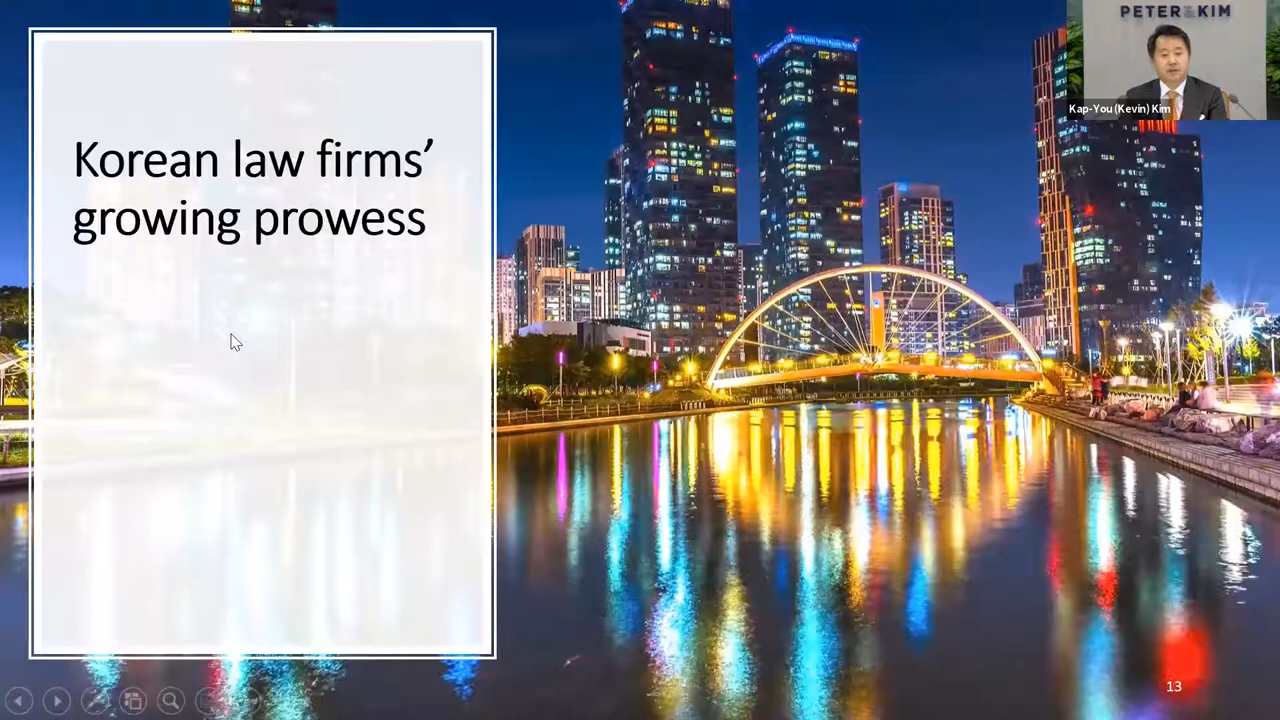 Korean law firms’
growing prowess
PETER&KIM
Kap-You (Kevin) Kim
13